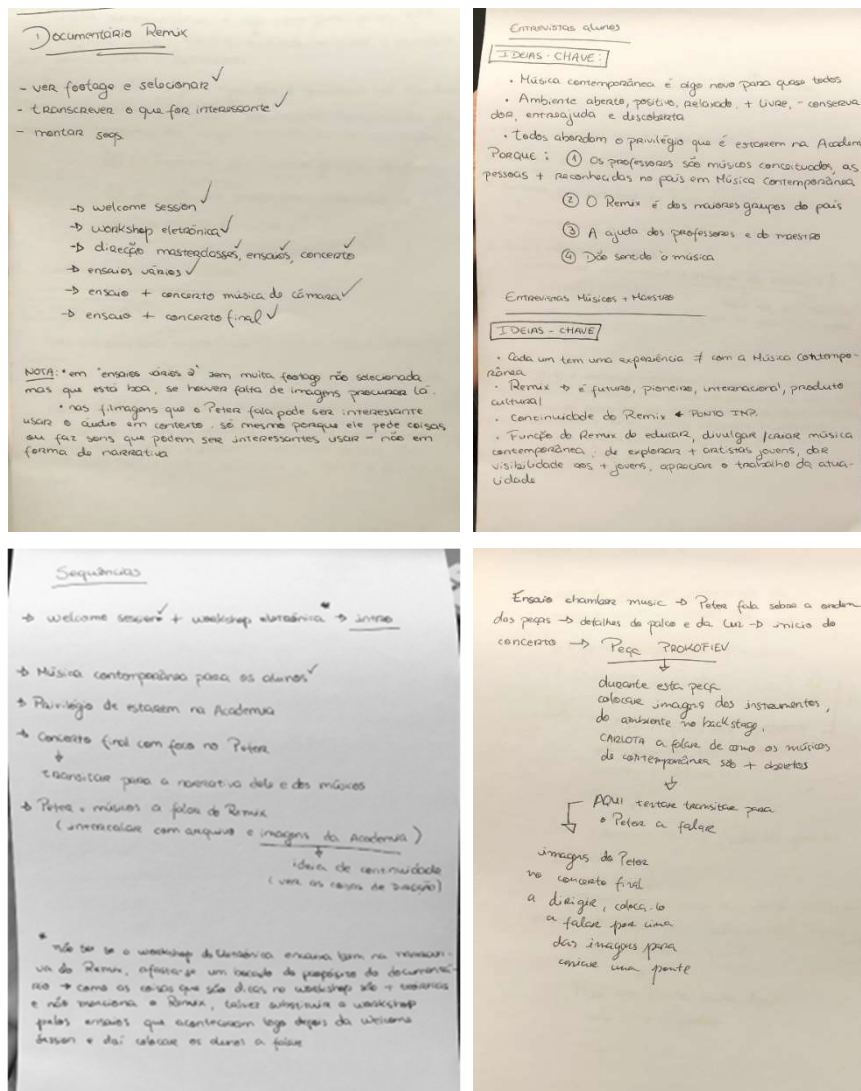 Documentário Remix
- ver footage e selecionar ✓
- transcrever o que for interessante ✓
- montar seqs.
→ welcome session ✓
→ workshop eletrónica ✓
→ direcção masterclasses, ensaios, concerto ✓
→ ensaios vários ✓
→ ensaio + concerto música de câmara ✓
→ ensaio + concerto final ✓
NOTA: • em "ensaios vários 2" tem muita footage não selecionada
mas que está boa, se houver falta de imagens procurar lá.
• nas filmagens que o Peter fala pode ser interessante
usar o áudio em contexto, só mesmo porque ele pede coisas
ou faz sons que podem ser interessantes usar - não em
forma de narrativa
Entrevistas alunos
IDEIAS-CHAVE:
• Música contemporânea é algo novo para quase todos
• Ambiente aberto, positivo, relaxado, + livre, - conserva
dor, entreajuda e descoberta
• Todos abordam o privilégio que é estarem na Academ
PORQUE: ① Os professores são músicos conceituados, as
pessoas + reconhecidas no país em Música Contemporânea
② O Remix é dos maiores grupos do país
③ A ajuda dos professores e do maestro
④ Dão sentido à música
Entrevistas Músicos + Maestro
IDEIAS-CHAVE
• Cada um tem uma experiência ≠ com a Música Contempo-
rânea
• Remix → é futuro, pioneiro, internacional, produto
cultural
• Continuidade do Remix ← PONTO IMP.
• Função do Remix de educar, divulgar/criar música
contemporânea; de explorar + artistas jovens, dar
visibilidade aos + jovens, apreciar o trabalho da atua-
lidade
Sequências
→ welcome session ✓ + workshop eletrónica * → intro
→ Música contemporânea para os alunos ✓
→ Privilégio de estarem na Academia
→ Concerto final com foco no Peter
↓
transitar para a narrativa dele e dos músicos
→ Peter + músicos a falar do Remix
(intercalar com arquivo e imagens da Academia)
↓
ideia de continuidade
(ver as coisas de Direcção)
* não sei se o workshop de eletrónica encaixa bem na narrati-
va do Remix, afasta-se um bocado do propósito do documentá-
rio → como as coisas que são ditas no workshop são + teóricas
e não menciona o Remix, talvez substituir o workshop
pelos ensaios que aconteceram logo depois da welcome
session e daí colocar os alunos a falar
Ensaio chamber music → Peter fala sobre a ordem
das peças → detalhes do palco e da luz → início do
concerto → Peça PROKOFIEV
↓
durante esta peça
colocar imagens dos instrumentos,
do ambiente no backstage,
CARLOTA a falar de como os músicos
de contemporânea são + abertos
↓
AQUI tentar transitar para
o Peter a falar
imagens do Peter
no concerto final
a dirigir, colocá-lo
a falar por cima
das imagens para
criar uma ponte